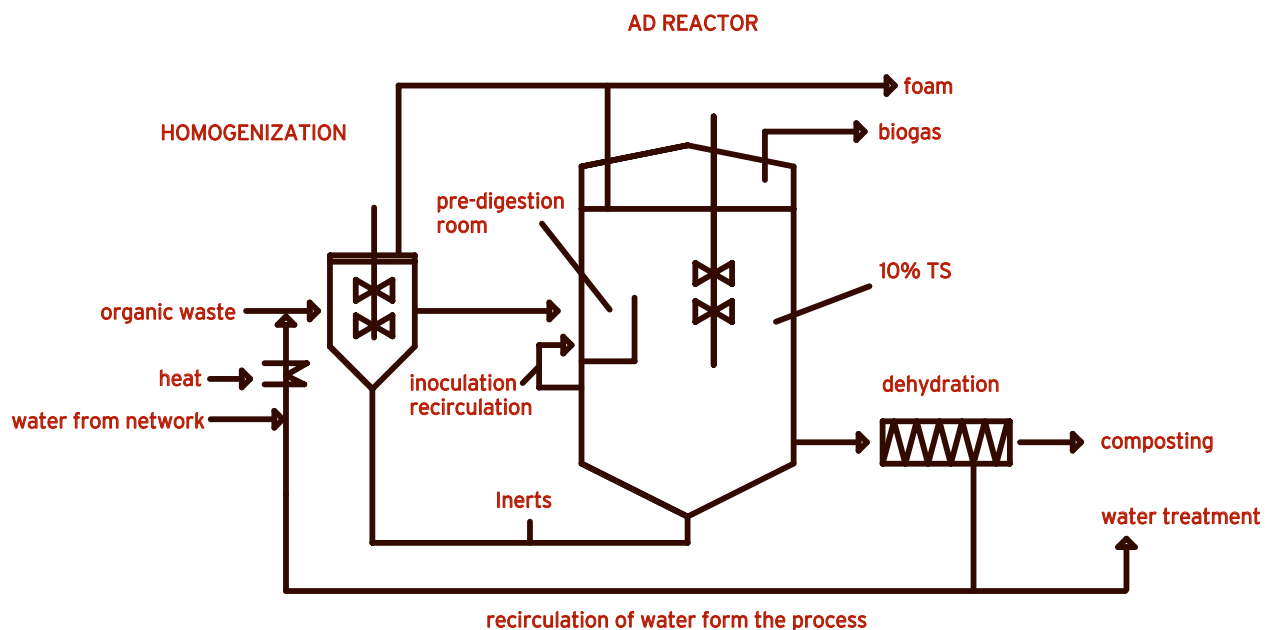 AD REACTOR
foam
biogas
HOMOGENIZATION
pre-digestion
room
10% TS
organic waste
heat
inoculation
recirculation
water from network
dehydration
composting
Inerts
water treatment
recirculation of water form the process